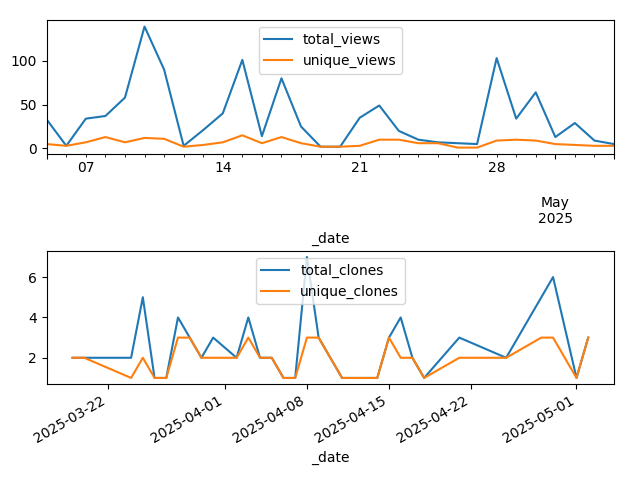 100
50
0
total_views
unique_views
07
14
21
28
May
2025
_date
6
4
2
total_clones
unique_clones
2025-03-22
2025-04-01
2025-04-08
2025-04-15
2025-04-22
2025-05-01
_date